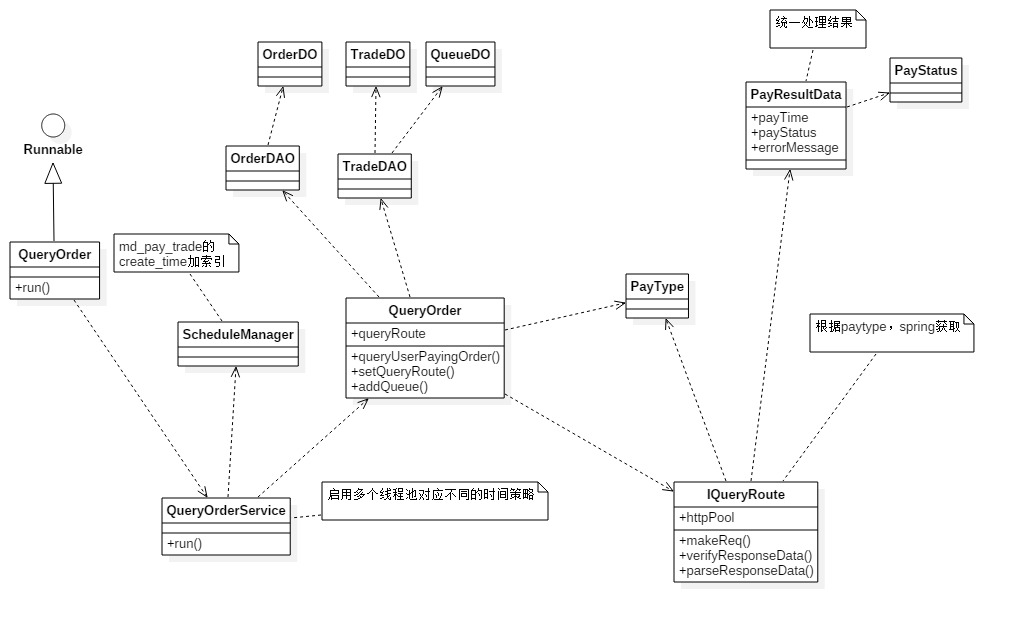 统一处理结果
OrderDO
TradeDO
QueueDO
PayStatus
PayResultData
+payTime
+payStatus
+errorMessage
Runnable
OrderDAO
TradeDAO
QueryOrder
+run()
md_pay_trade的
create_time加索引
PayType
QueryOrder
+queryRoute
+queryUserPayingOrder()
+setQueryRoute()
+addQueue()
ScheduleManager
根据paytype，spring获取
QueryOrderService
+run()
启用多个线程池对应不同的时间策略
IQueryRoute
+httpPool
+makeReq()
+verifyResponseData()
+parseResponseData()